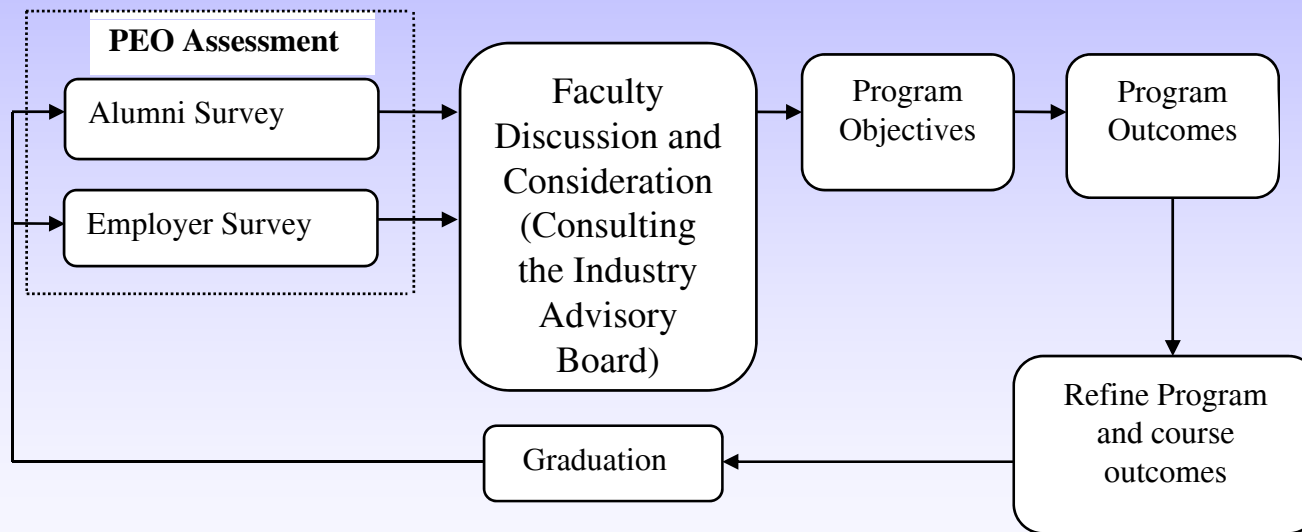 PEO Assessment
Alumni Survey
Employer Survey
Faculty
Discussion and
Consideration
(Consulting
the Industry
Advisory
Board)
Program
Objectives
Program
Outcomes
Refine Program
and course
outcomes
Graduation